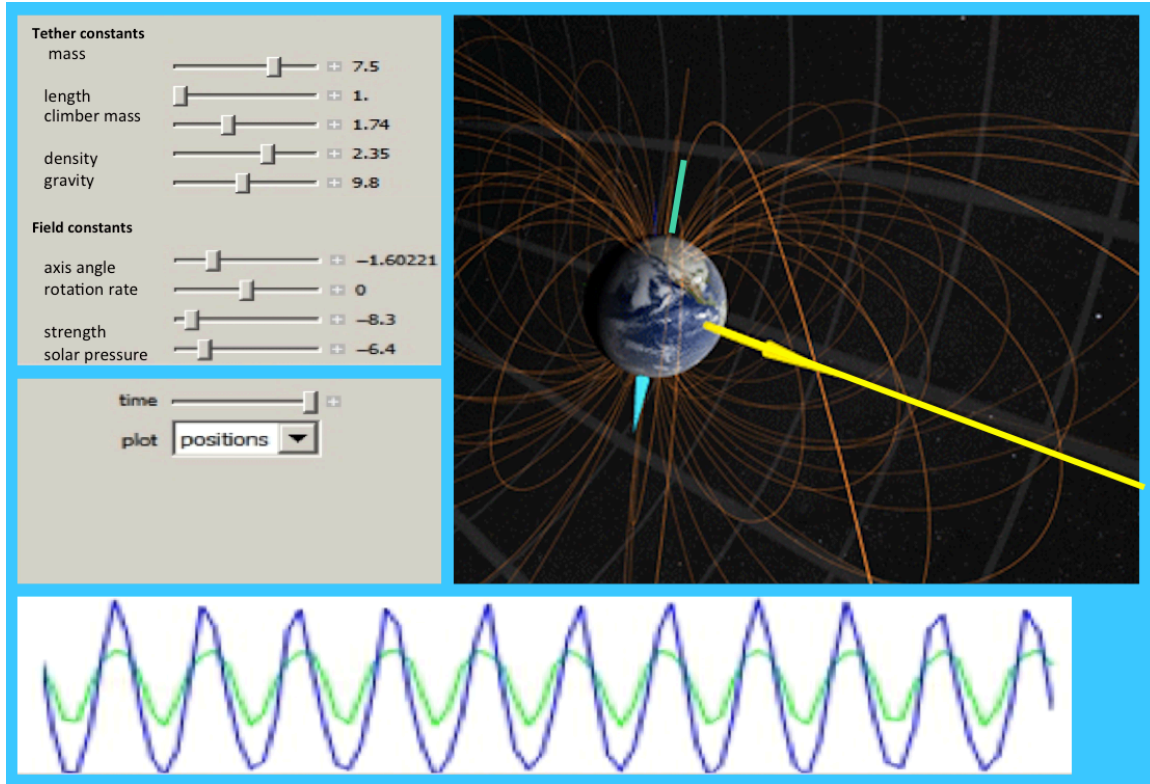 Tether constants
mass
7.5
length
1.
climber mass
1.74
density
2.35
gravity
9.8
Field constants
axis angle
−1.60221
rotation rate
0
strength
−8.3
solar pressure
−6.4
time
plot positions